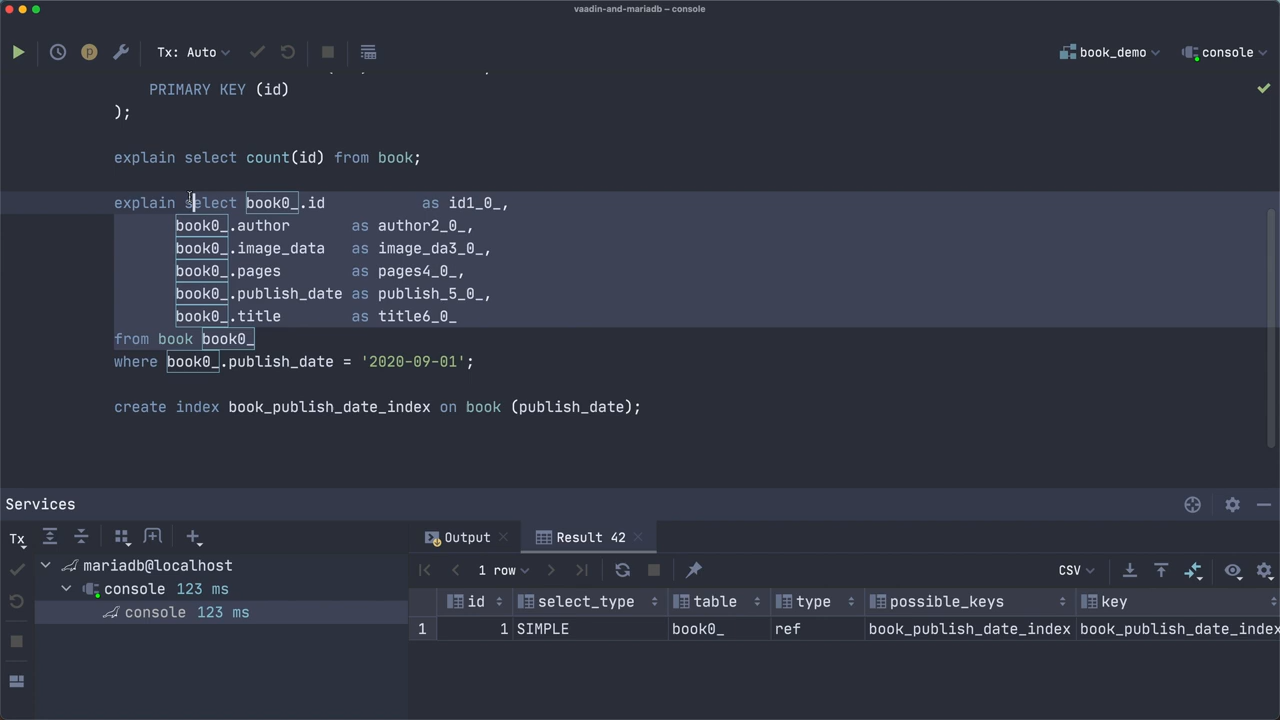 vaadin-and-mariadb – console
Tx: Auto
book_demo
console
PRIMARY KEY (id)
);
explain select count(id) from book;
explain select book0_.id as id1_0_,
book0_.author as author2_0_,
book0_.image_data as image_da3_0_,
book0_.pages as pages4_0_,
book0_.publish_date as publish_5_0_,
book0_.title as title6_0_
from book book0_
where book0_.publish_date = '2020-09-01';
create index book_publish_date_index on book (publish_date);
Services
Tx
Output
Result 42
mariadb@localhost
console 123 ms
console 123 ms
1 row
CSV
id select_type table type possible_keys key
1 1 SIMPLE book0_ ref book_publish_date_index book_publish_date_index